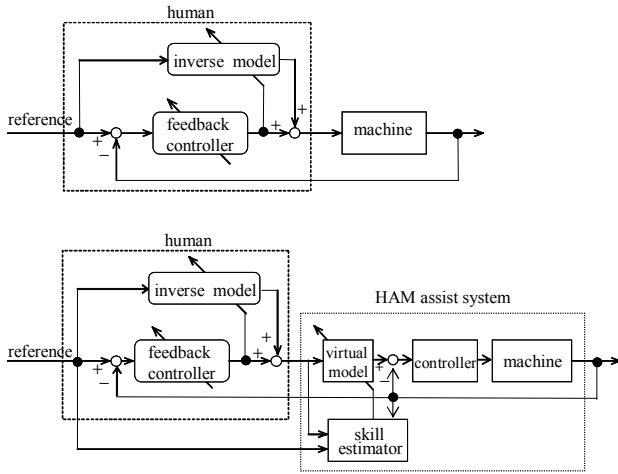 human
inverse model
reference
feedback
controller
machine
+
−
+
+
human
inverse model
HAM assist system
reference
feedback
controller
virtual
model
controller
machine
+
−
+
+
+
−
skill
estimator